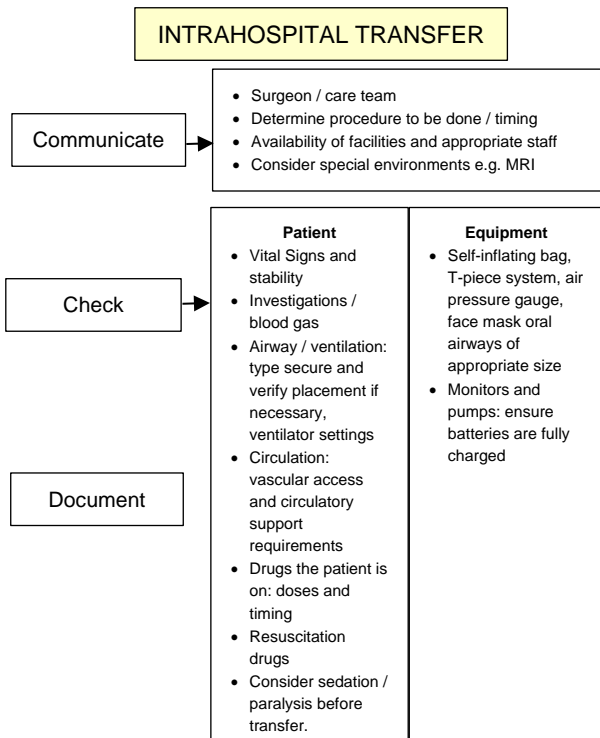 INTRAHOSPITAL TRANSFER
Communicate
• Surgeon / care team
• Determine procedure to be done / timing
• Availability of facilities and appropriate staff
• Consider special environments e.g. MRI
Check
Patient
• Vital Signs and
stability
• Investigations /
blood gas
• Airway / ventilation:
type secure and
verify placement if
necessary,
ventilator settings
• Circulation:
vascular access
and circulatory
support
requirements
• Drugs the patient is
on: doses and
timing
• Resuscitation
drugs
• Consider sedation /
paralysis before
transfer.
Equipment
• Self-inflating bag,
T-piece system, air
pressure gauge,
face mask oral
airways of
appropriate size
• Monitors and
pumps: ensure
batteries are fully
charged
Document